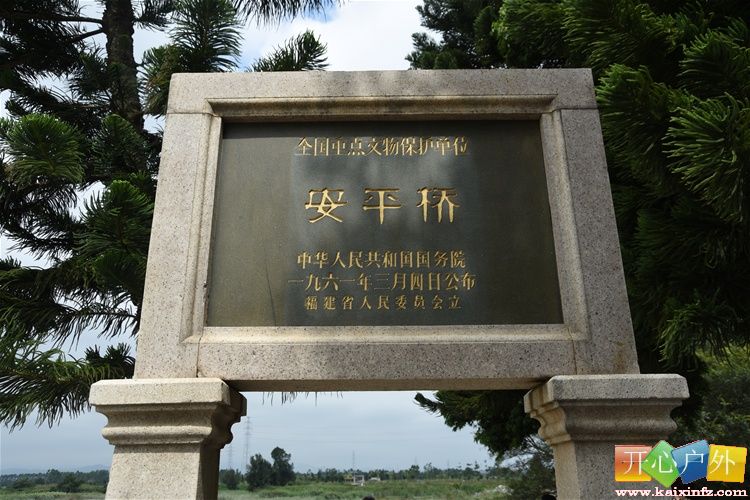 全国重点文物保护单位
安平桥
中华人民共和国国务院
一九六一年三月四日公布
福建省人民委员会立
开心户外
www.kaixinfz.com